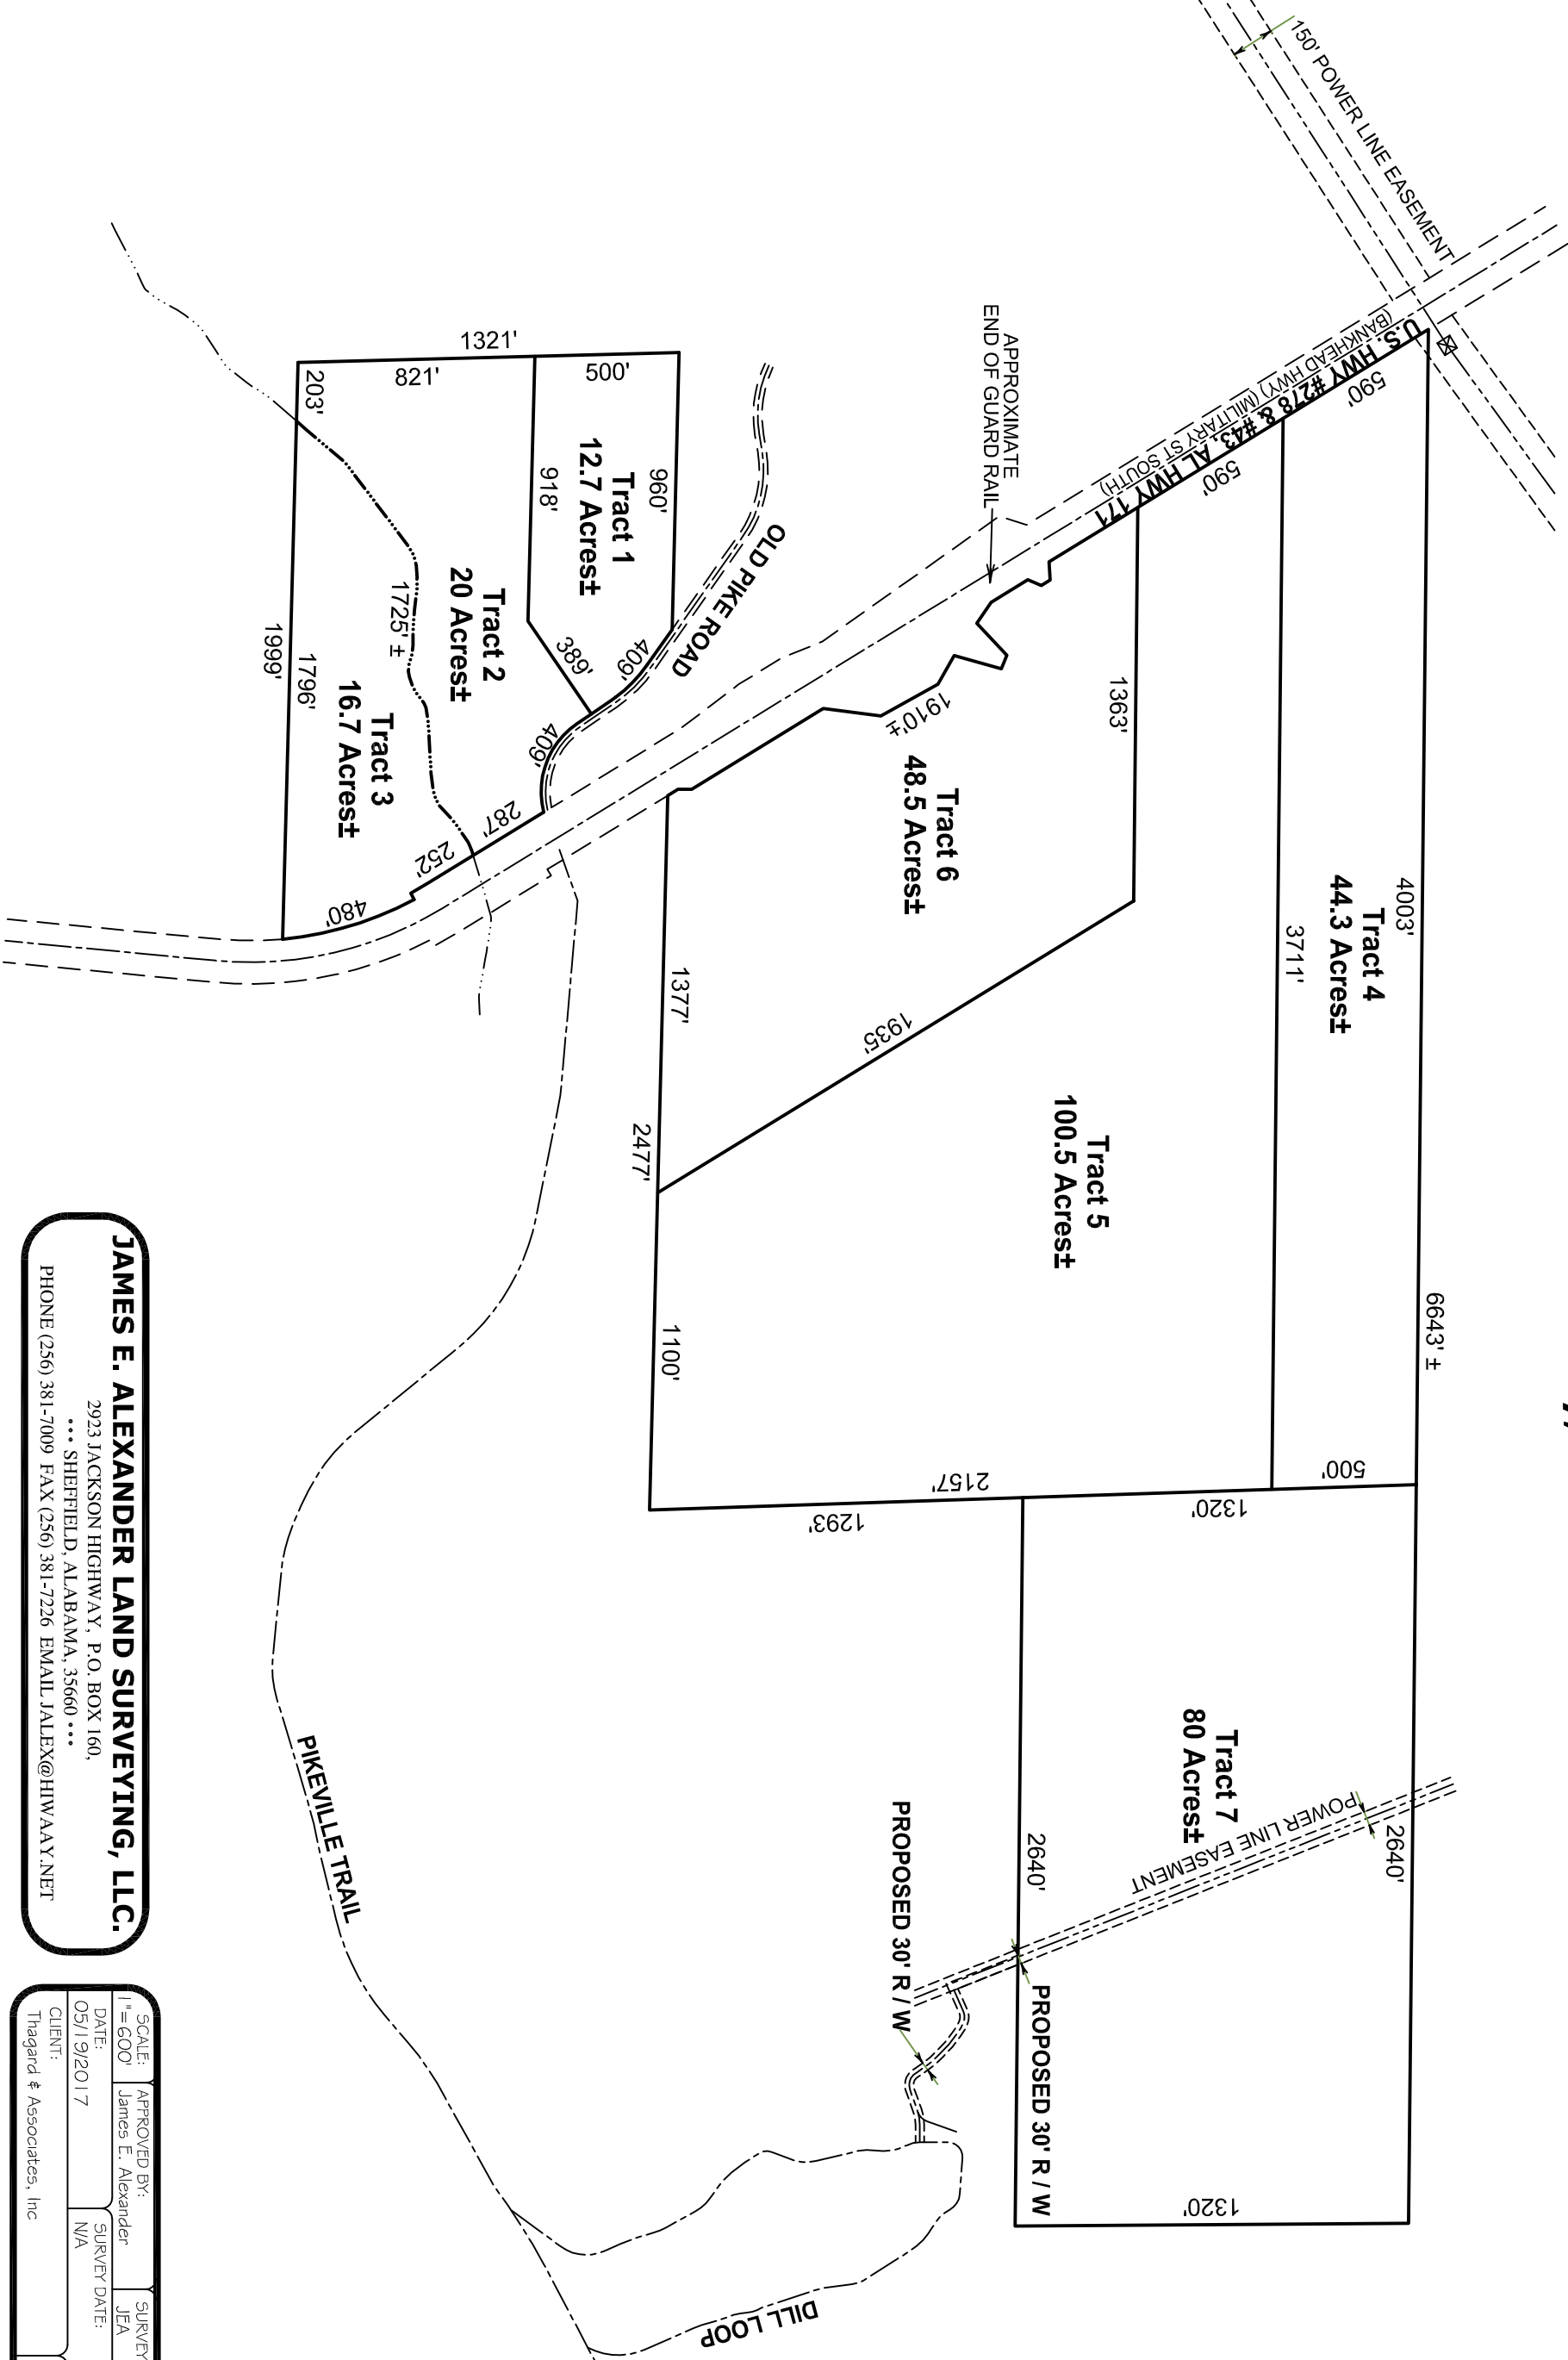 150' POWER LINE EASEMENT
U.S. HWY #278 & #43, AL HWY 171
(BANKHEAD HWY) (MILITARY ST SOUTH)
590'
590'
APPROXIMATE
END OF GUARD RAIL
4003'
6643' ±
Tract 4
44.3 Acres±
3711'
500'
1363'
1910'±
Tract 6
48.5 Acres±
1935'
1377'
2477'
Tract 5
100.5 Acres±
1100'
2157'
1293'
1320'
Tract 7
80 Acres±
POWER LINE EASEMENT
2640'
2640'
1320'
PROPOSED 30' R / W
PROPOSED 30' R / W
OLD PIKE ROAD
1321'
500'
821'
960'
Tract 1
12.7 Acres±
918'
389'
409'
409'
203'
Tract 2
20 Acres±
1725' ±
287'
252'
480'
Tract 3
16.7 Acres±
1796'
1999'
PIKEVILLE TRAIL
DILL LOOP
JAMES E. ALEXANDER LAND SURVEYING, LLC.
2923 JACKSON HIGHWAY, P.O. BOX 160,
••• SHEFFIELD, ALABAMA, 35660 •••
PHONE (256) 381-7009 FAX (256) 381-7226 EMAIL JALEX@HIWAAY.NET
SCALE:
1"=600'
APPROVED BY:
James E. Alexander
SURVEY
JEA
DATE:
05/19/2017
SURVEY DATE:
N/A
CLIENT:
Thagard & Associates, Inc